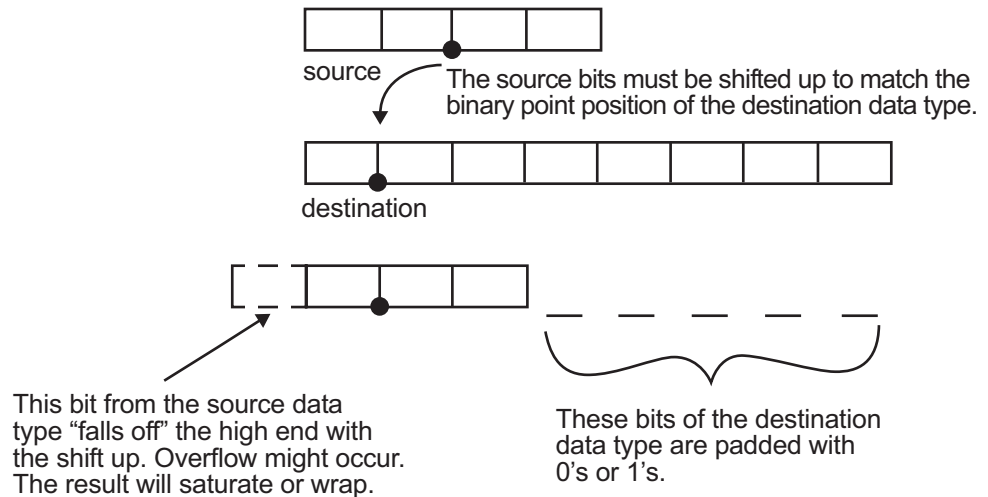 source
The source bits must be shifted up to match the
binary point position of the destination data type.
destination
This bit from the source data
type “falls off” the high end with
the shift up. Overflow might occur.
The result will saturate or wrap.
These bits of the destination
data type are padded with
0's or 1's.